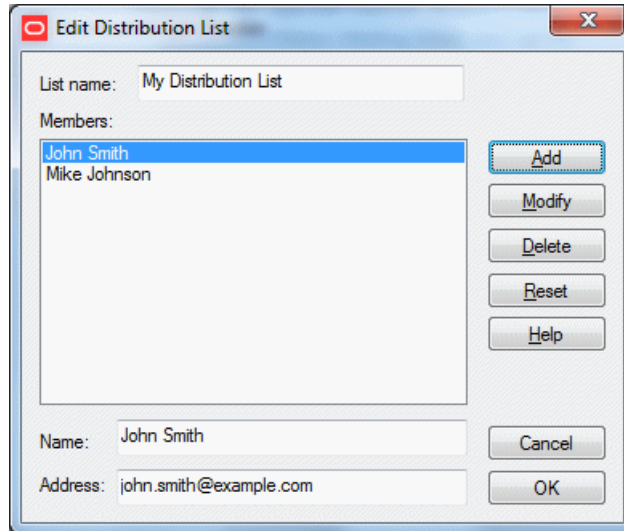 Edit Distribution List
List name: My Distribution List
Members:
John Smith
Mike Johnson
Add
Modify
Delete
Reset
Help
Name: John Smith
Cancel
Address: john.smith@example.com
OK